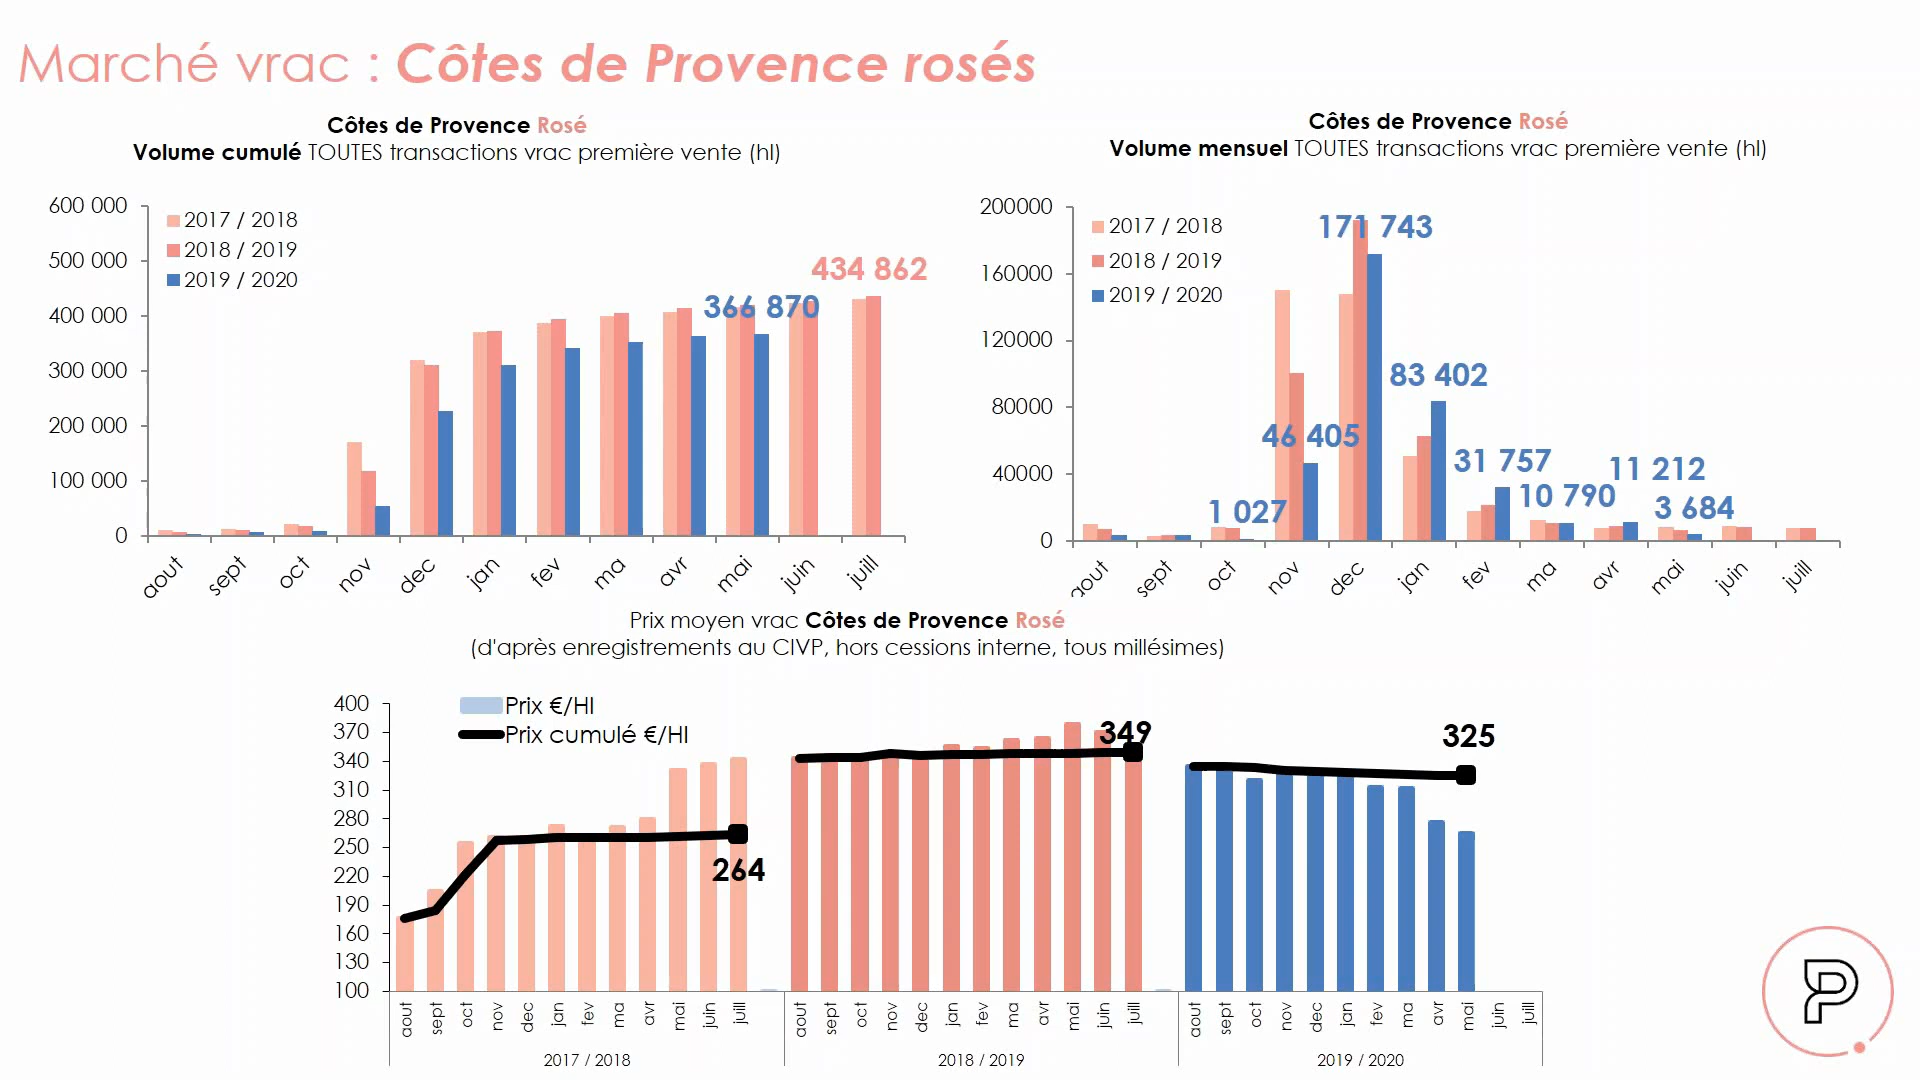 Marché vrac : Côtes de Provence rosés
Côtes de Provence Rosé
Volume cumulé TOUTES transactions vrac première vente (hl)
600 000
500 000
400 000
300 000
200 000
100 000
0
2017 / 2018
2018 / 2019
2019 / 2020
434 862
366 870
aout sept oct nov dec jan fev ma avr mai juin juill
Côtes de Provence Rosé
Volume mensuel TOUTES transactions vrac première vente (hl)
200000
160000
120000
80000
40000
0
2017 / 2018
2018 / 2019
2019 / 2020
1 027
46 405
171 743
83 402
31 757
10 790
11 212
3 684
aout sept oct nov dec jan fev ma avr mai juin juill
Prix moyen vrac Côtes de Provence Rosé
(d'après enregistrements au CIVP, hors cessions interne, tous millésimes)
400
370
340
310
280
250
220
190
160
130
100
Prix €/Hl
Prix cumulé €/Hl
264
349
325
aout sept oct nov dec jan fev ma avr mai juin juill
aout sept oct nov dec jan fev ma avr mai juin juill
aout sept oct nov dec jan fev ma avr mai juin juill
2017 / 2018
2018 / 2019
2019 / 2020
P